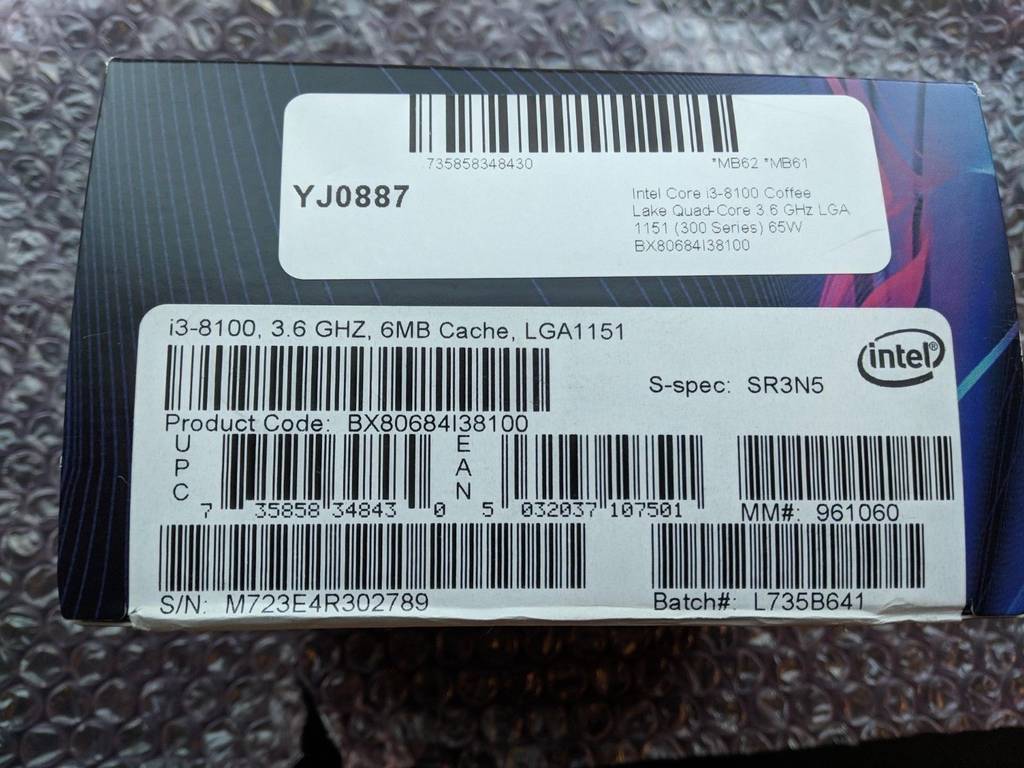 735858348430 *MB62 *MB61
YJ0887
Intel Core i3-8100 Coffee
Lake Quad-Core 3.6 GHz LGA
1151 (300 Series) 65W
BX80684I38100
i3-8100, 3.6 GHZ, 6MB Cache, LGA1151
intel
S-spec: SR3N5
Product Code: BX80684I38100
UPC
7 35858 34843 0
EAN
5 032037 107501
MM#: 961060
S/N: M723E4R302789
Batch#: L735B641